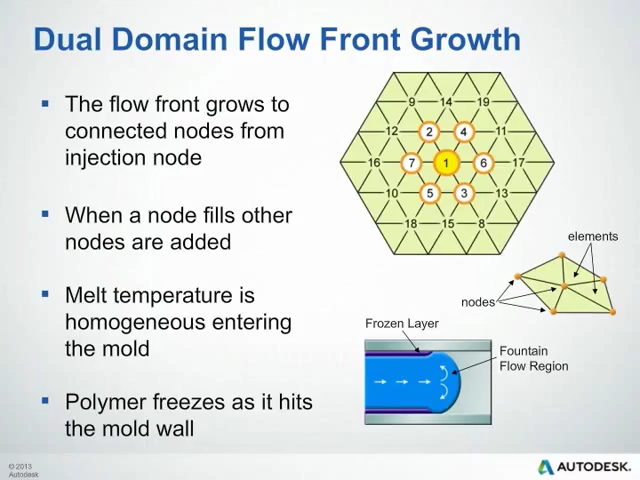 Dual Domain Flow Front Growth
▪ The flow front grows to
connected nodes from
injection node
▪ When a node fills other
nodes are added
▪ Melt temperature is
homogeneous entering
the mold
▪ Polymer freezes as it hits
the mold wall
9 14 19
12 2 4 11
16 7 1 6 17
10 5 3 13
18 15 8
elements
nodes
Frozen Layer
Fountain
Flow Region
© 2013
Autodesk
AUTODESK.